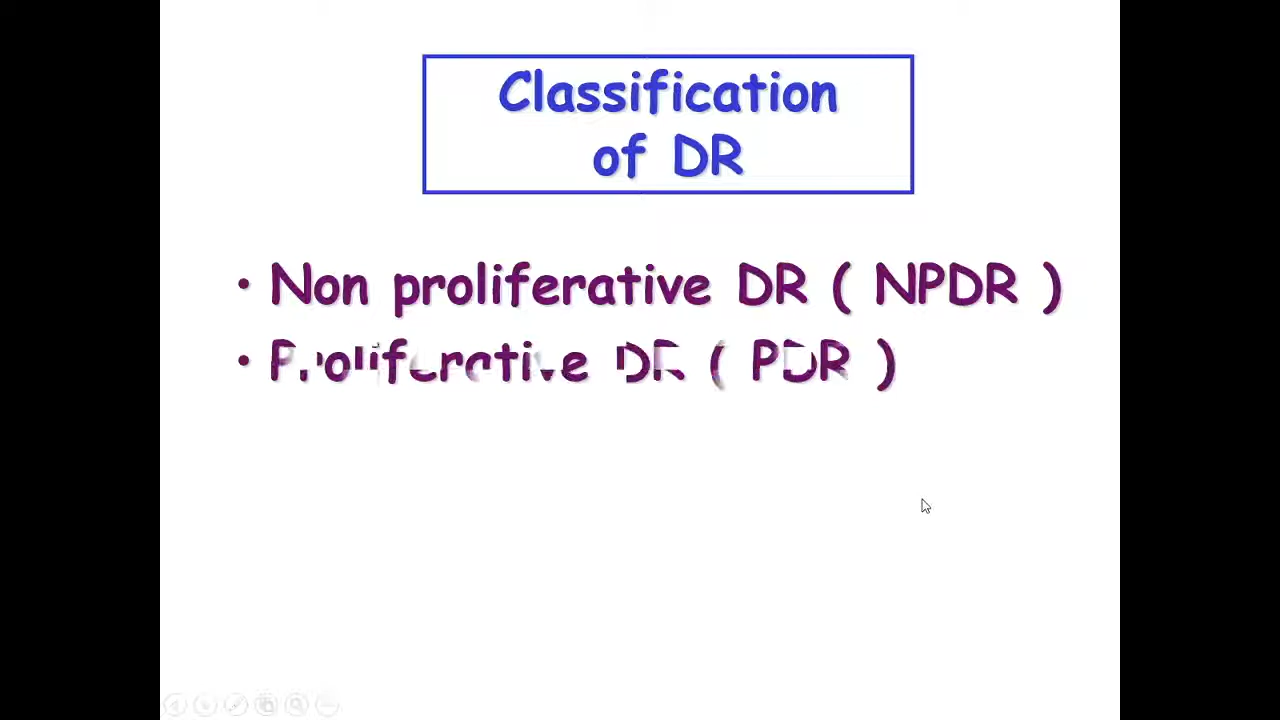 Classification
of DR
• Non proliferative DR ( NPDR )
• Proliferative DR ( PDR )